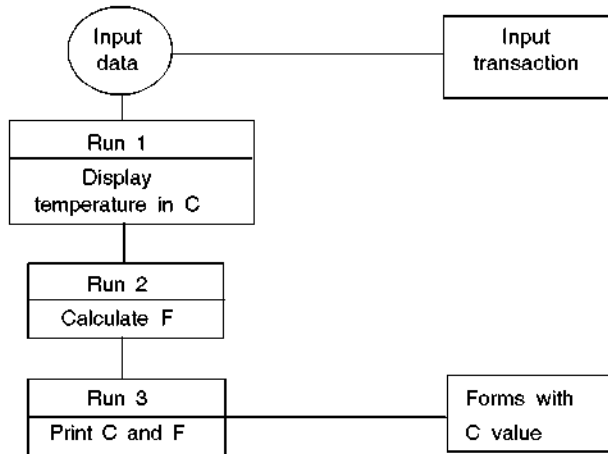 Input
data
Input
transaction
Run 1
Display
temperature in C
Run 2
Calculate F
Run 3
Print C and F
Forms with
C value